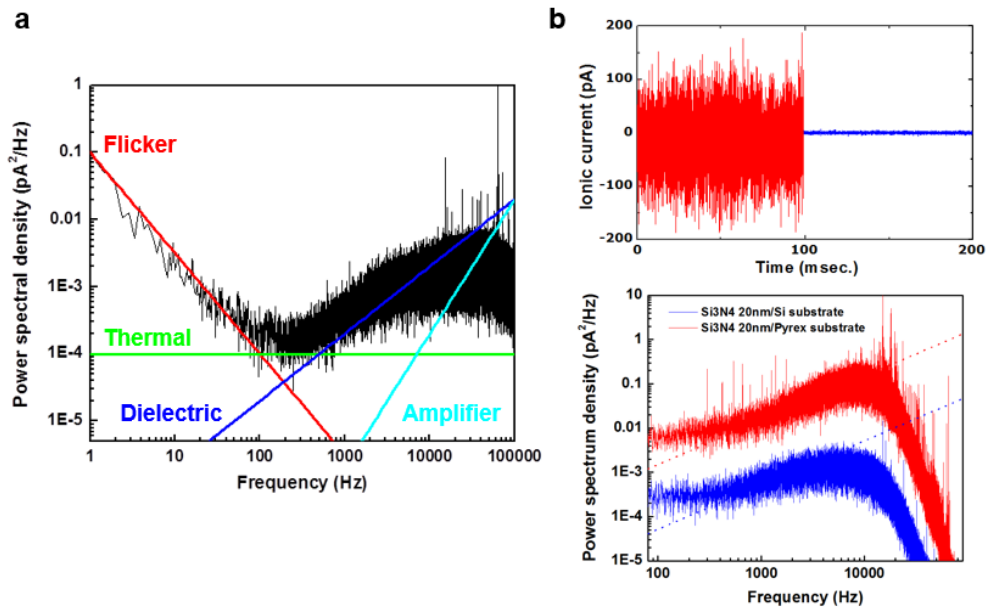 a
1
0.1
0.01
1E-3
1E-4
1E-5
Power spectral density (pA²/Hz)
Flicker
Thermal
Dielectric
Amplifier
1 10 100 1000 10000 100000
Frequency (Hz)
b
200
100
0
-100
200
Ionic current (pA)
0 100 200
Time (msec.)
10
1
0.1
0.01
1E-3
1E-4
1E-5
Power spectrum density (pA²/Hz)
Si3N4 20nm/Si substrate
Si3N4 20nm/Pyrex substrate
100 1000 10000
Frequency (Hz)